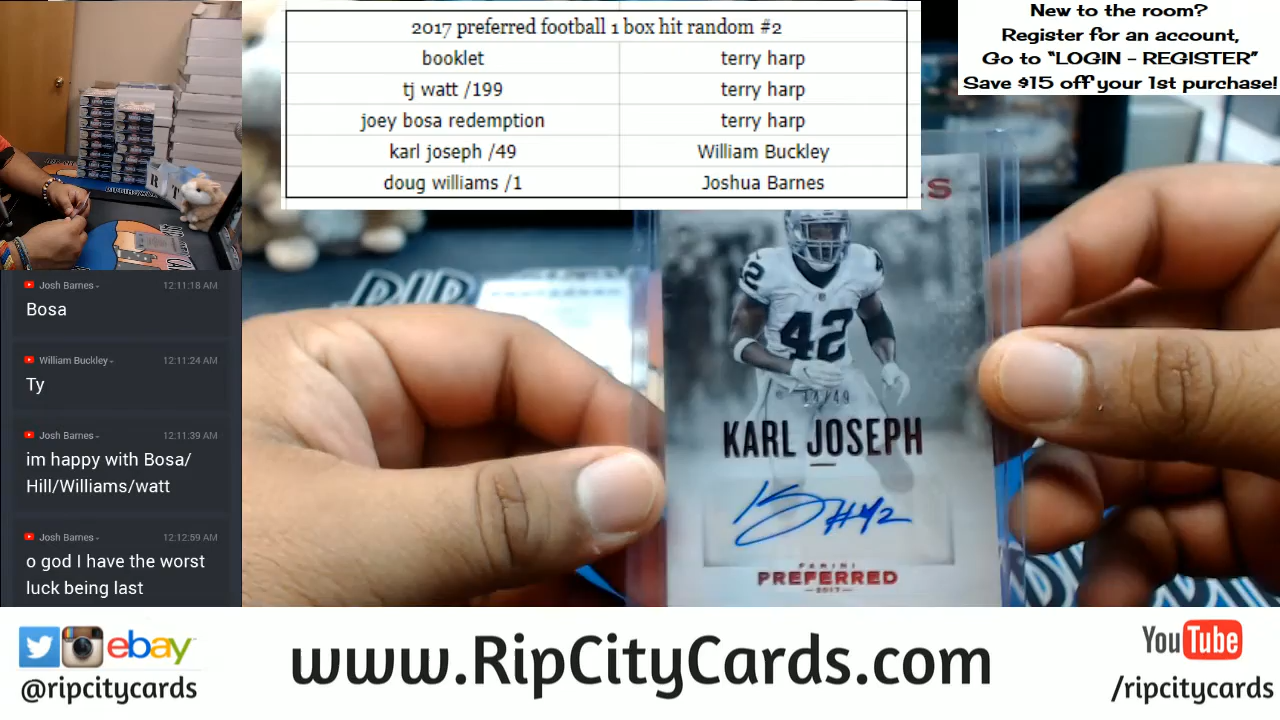 2017 preferred football 1 box hit random #2
booklet terry harp
tj watt /199 terry harp
joey bosa redemption terry harp
karl joseph /49 William Buckley
doug williams /1 Joshua Barnes
New to the room?
Register for an account,
Go to "LOGIN - REGISTER"
Save $15 off your 1st purchase!
Josh Barnes 12:11:18 AM
Bosa
William Buckley 12:11:24 AM
Ty
Josh Barnes 12:11:39 AM
im happy with Bosa/
Hill/Williams/watt
Josh Barnes 12:12:59 AM
o god I have the worst
luck being last
42
14/49
KARL JOSEPH
#42
PANINI
PREFERRED
2017
ebay
@ripcitycards
www.RipCityCards.com
YouTube
/ripcitycards